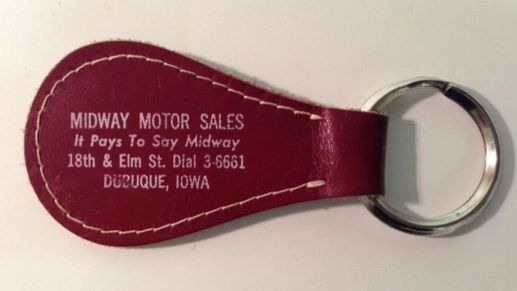 MIDWAY MOTOR SALES
It Pays To Say Midway
18th & Elm St. Dial 3-6661
DUBUQUE, IOWA